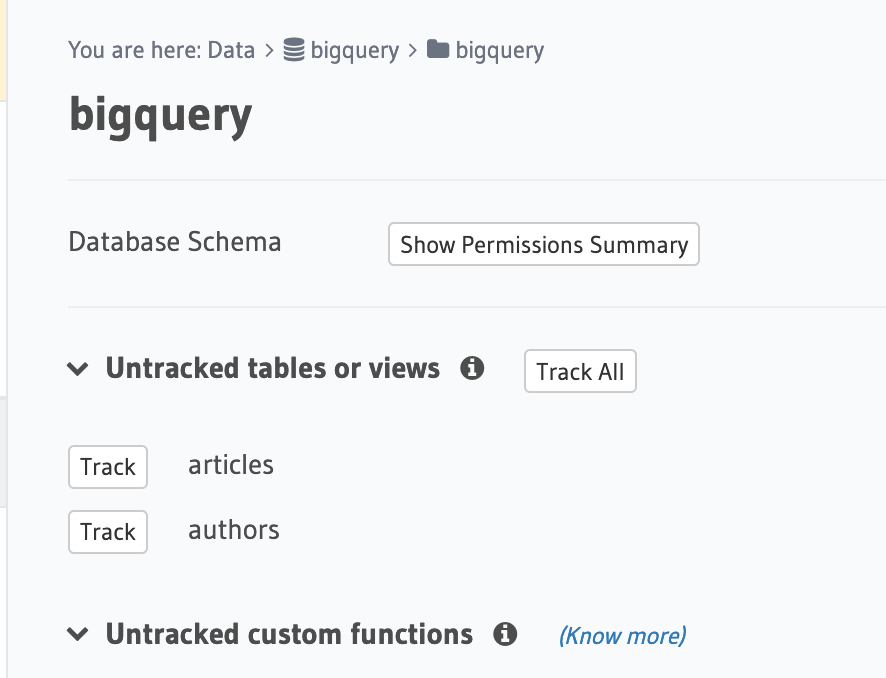 You are here: Data > bigquery > bigquery
bigquery
Database Schema Show Permissions Summary
Untracked tables or views Track All
Track articles
Track authors
Untracked custom functions (Know more)